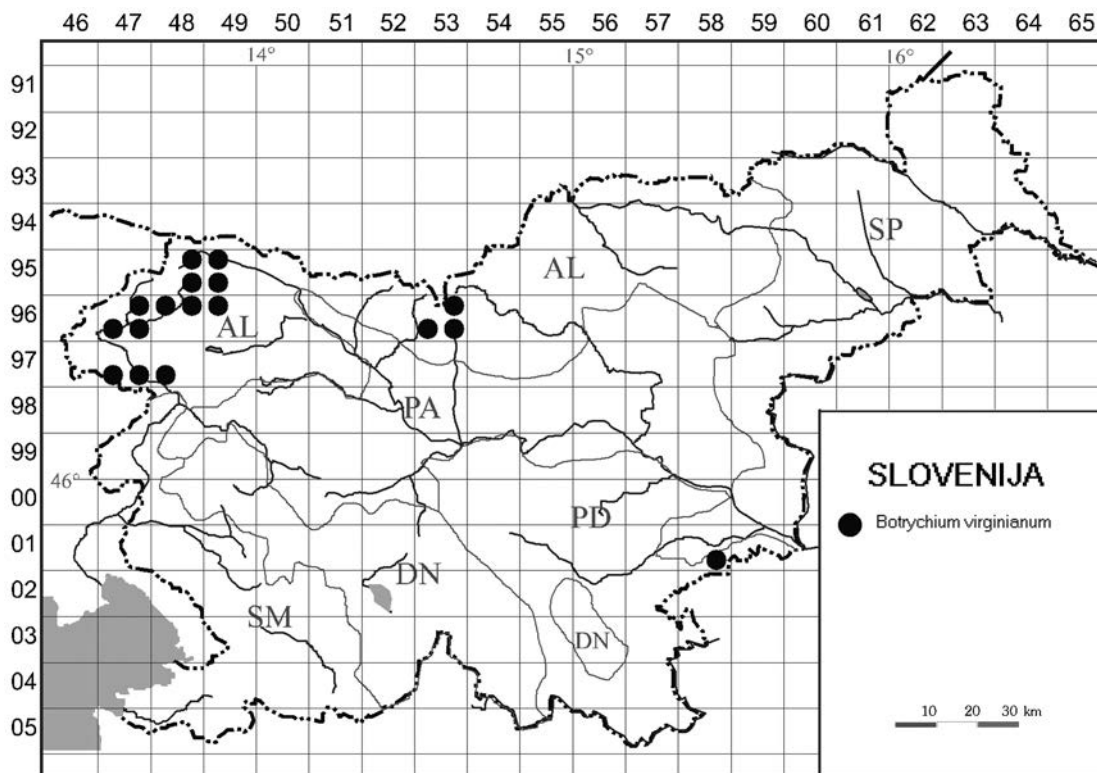 46 47 48 49 50 51 52 53 54 55 56 57 58 59 60 61 62 63 64 65
14° 15° 16°
91
92
93
94
SP
95
AL
96
AL
97
98
PA
99
SLOVENIJA
46°
00
PD
Botrychium virginianum
01
DN
02
SM
03
DN
04
05
10 20 30 km